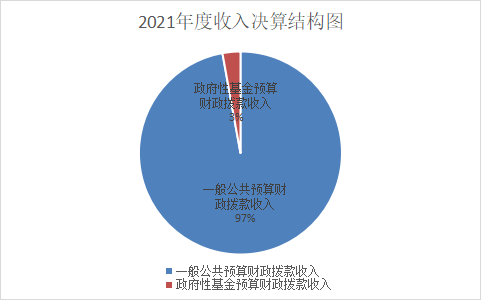 2021年度收入决算结构图
政府性基金预算
财政拨款收入
3%
一般公共预算财
政拨款收入
97%
一般公共预算财政拨款收入
政府性基金预算财政拨款收入